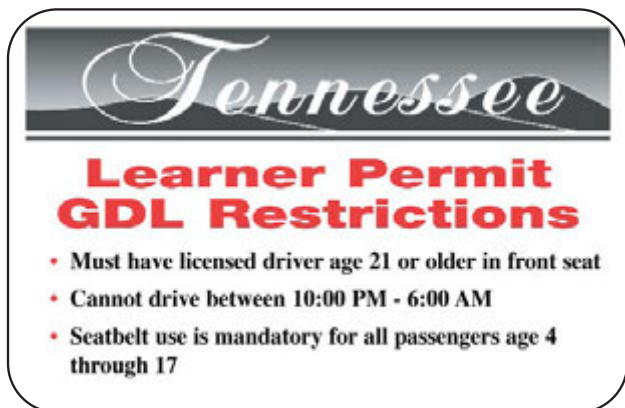 Tennessee
Learner Permit
GDL Restrictions
• Must have licensed driver age 21 or older in front seat
• Cannot drive between 10:00 PM - 6:00 AM
• Seatbelt use is mandatory for all passengers age 4
through 17